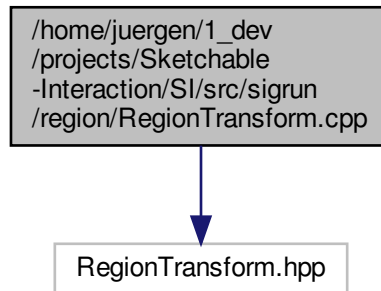 /home/juergen/1_dev
/projects/Sketchable
-Interaction/SI/src/sigrun
/region/RegionTransform.cpp
RegionTransform.hpp